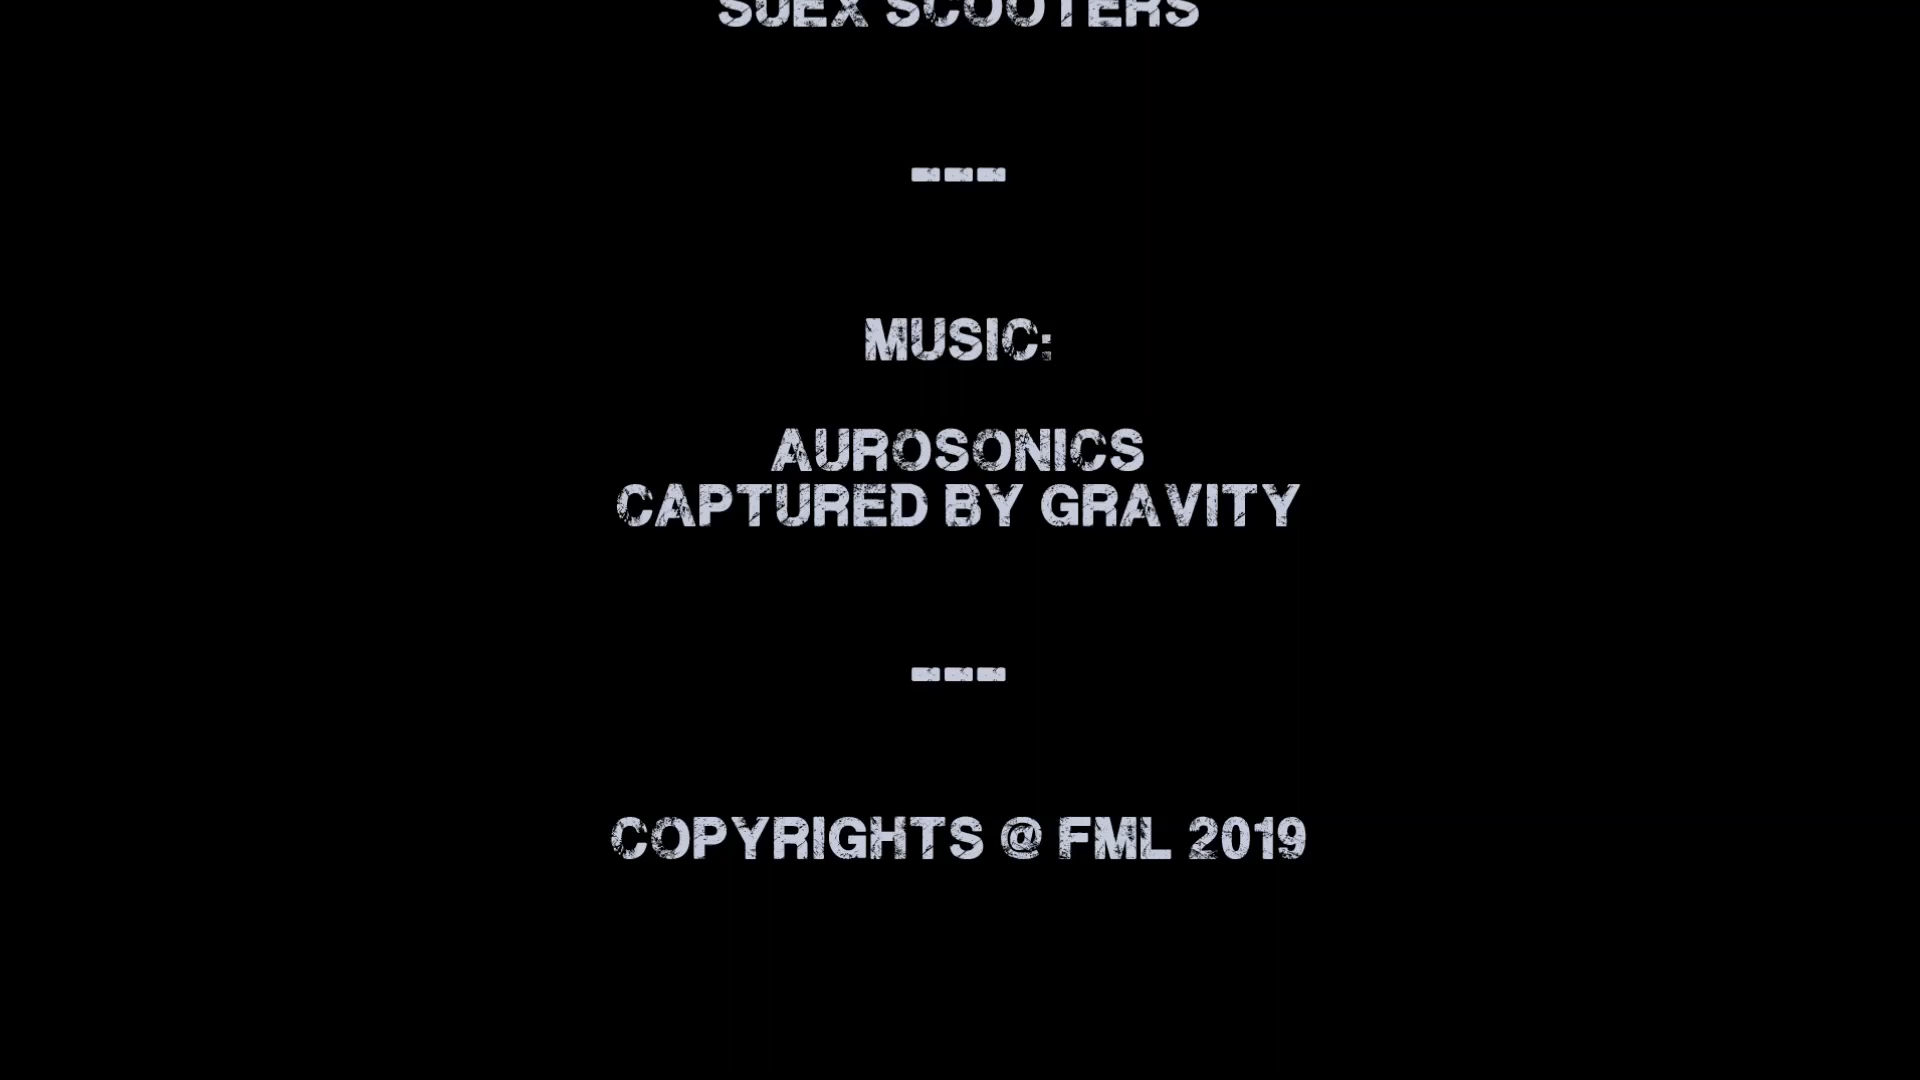 SUEX SCOOTERS
---
MUSIC:
AUROSONICS
CAPTURED BY GRAVITY
---
COPYRIGHTS @ FML 2019